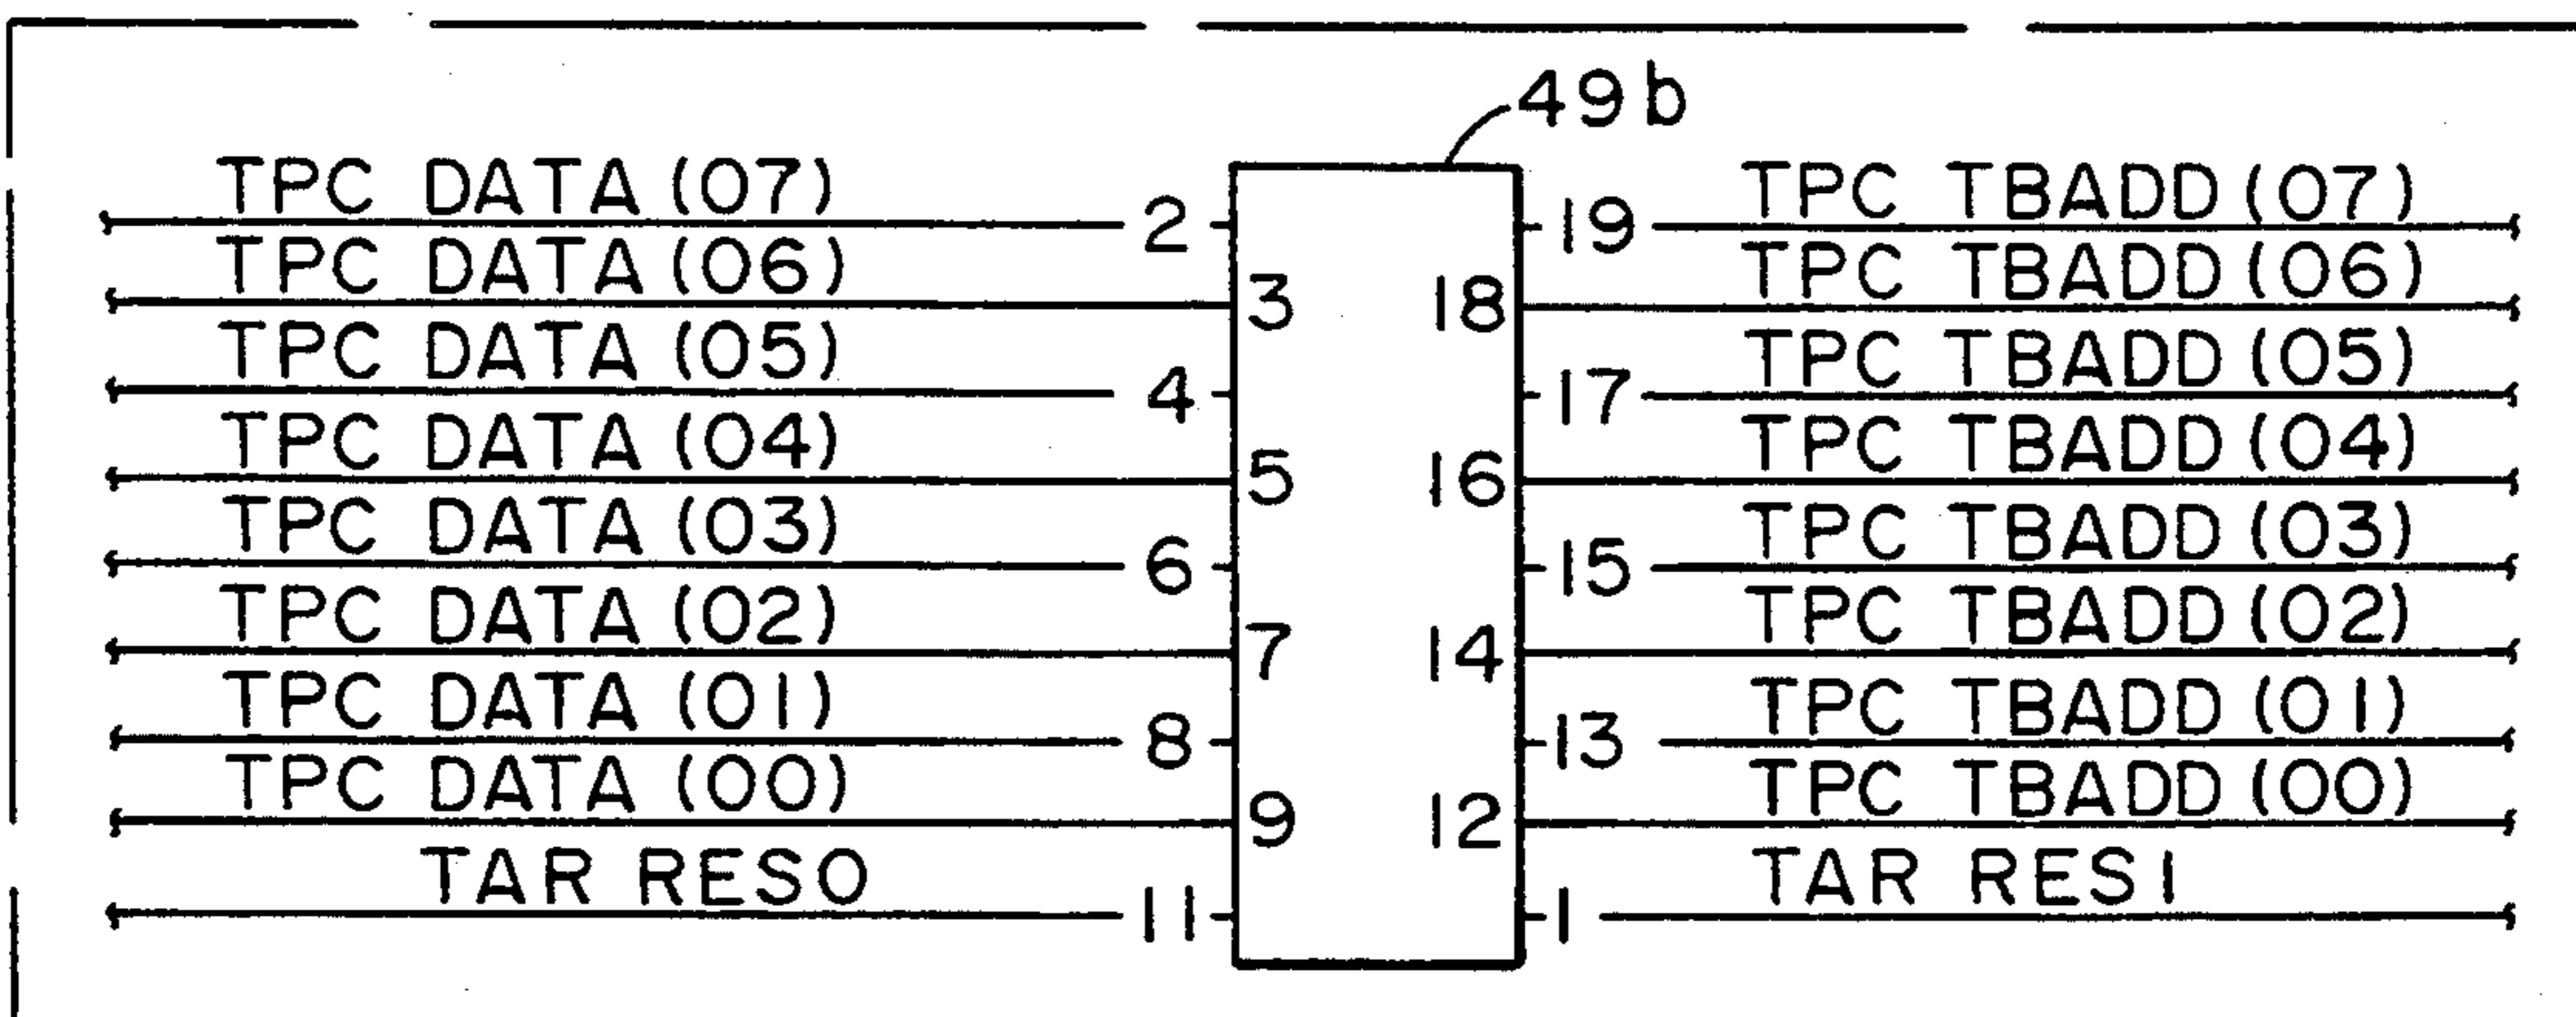 49b
TPC DATA (07) 2 19 TPC TBADD (07)
TPC DATA (06) 3 18 TPC TBADD (06)
TPC DATA (05) 4 17 TPC TBADD (05)
TPC DATA (04) 5 16 TPC TBADD (04)
TPC DATA (03) 6 15 TPC TBADD (03)
TPC DATA (02) 7 14 TPC TBADD (02)
TPC DATA (01) 8 13 TPC TBADD (01)
TPC DATA (00) 9 12 TPC TBADD (00)
TAR RES0 11 1 TAR RES1